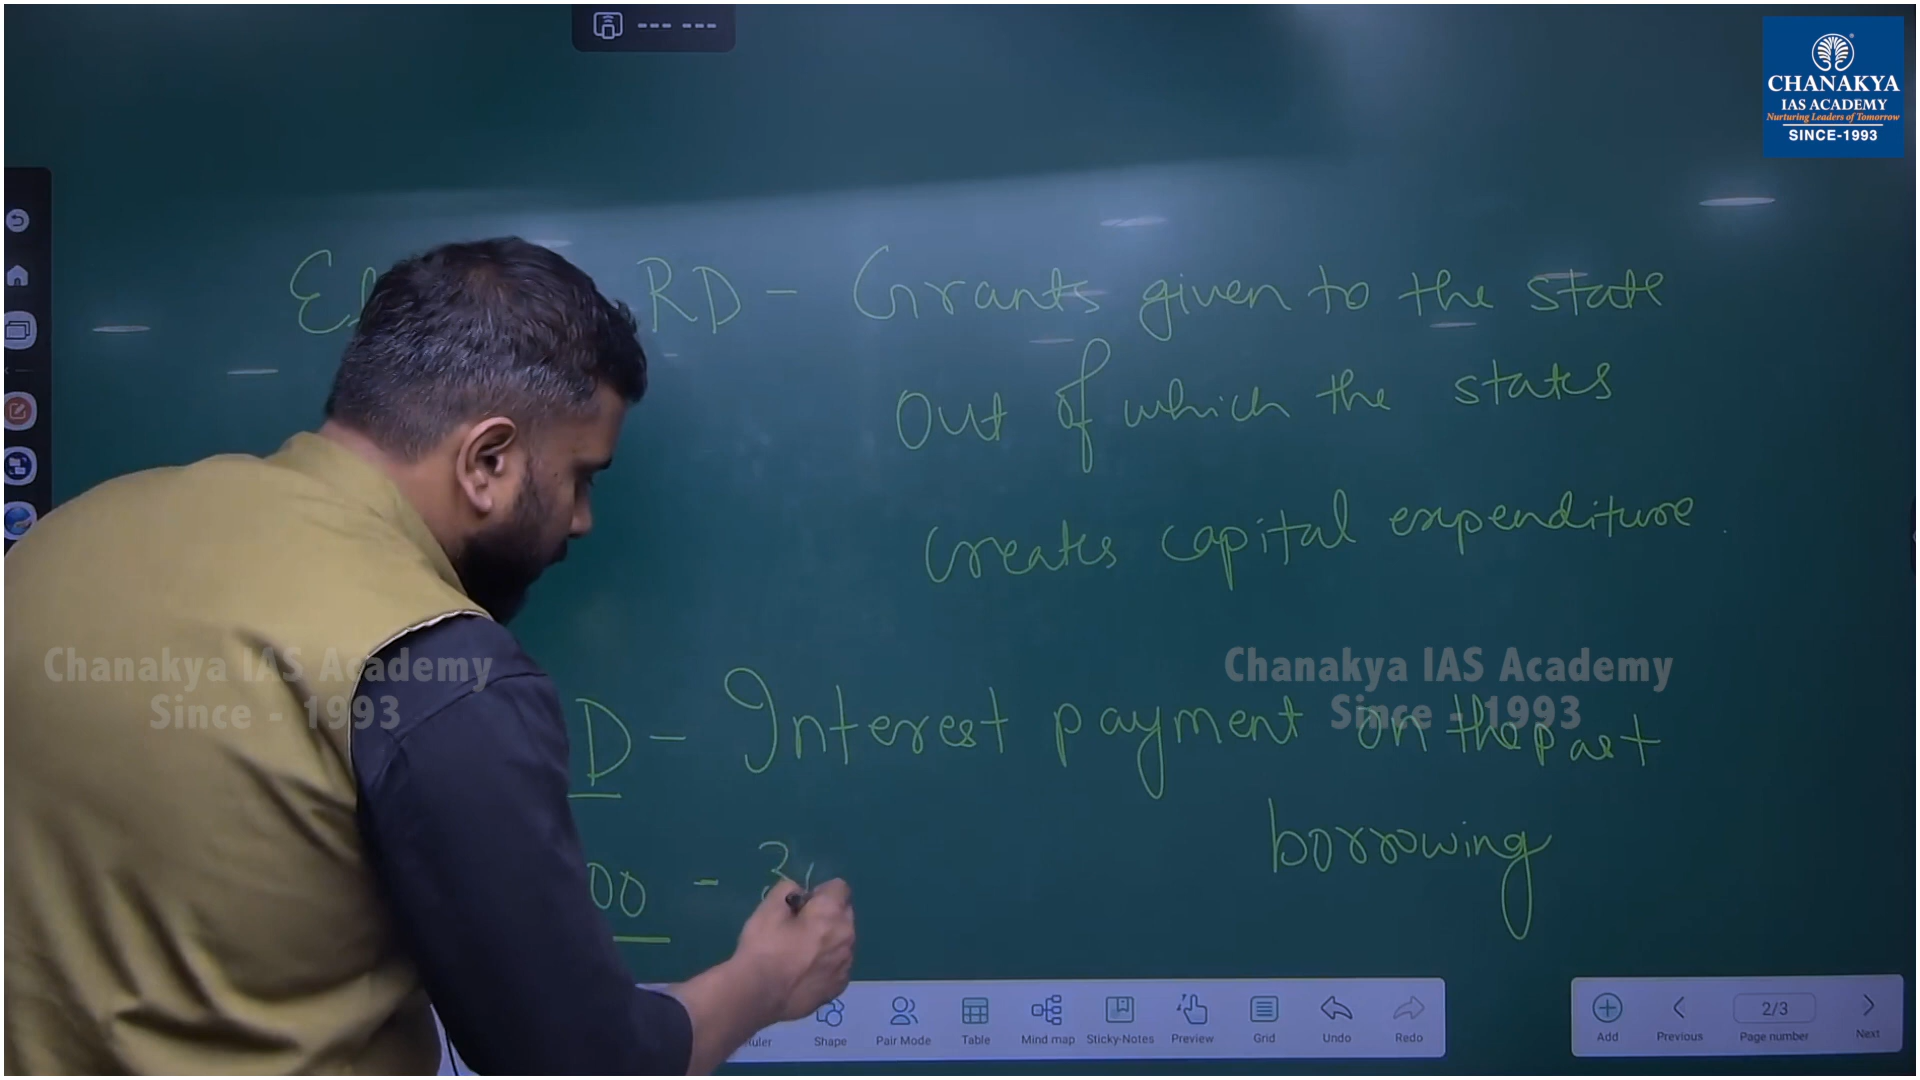 CHANAKYA
IAS ACADEMY
Nurturing Leaders of Tomorrow
SINCE-1993
RD - Grants given to the state
out of which the states
creates capital expenditure.
Chanakya IAS Academy
Since - 1993
Chanakya IAS Academy
Since - 1993
D - Interest payment on the past
borrowing
00 - 3
Shape
Pair Mode
Table
Mind map
Sticky-Notes
Preview
Grid
Undo
Redo
Add
Previous
2/3
Page number
Next